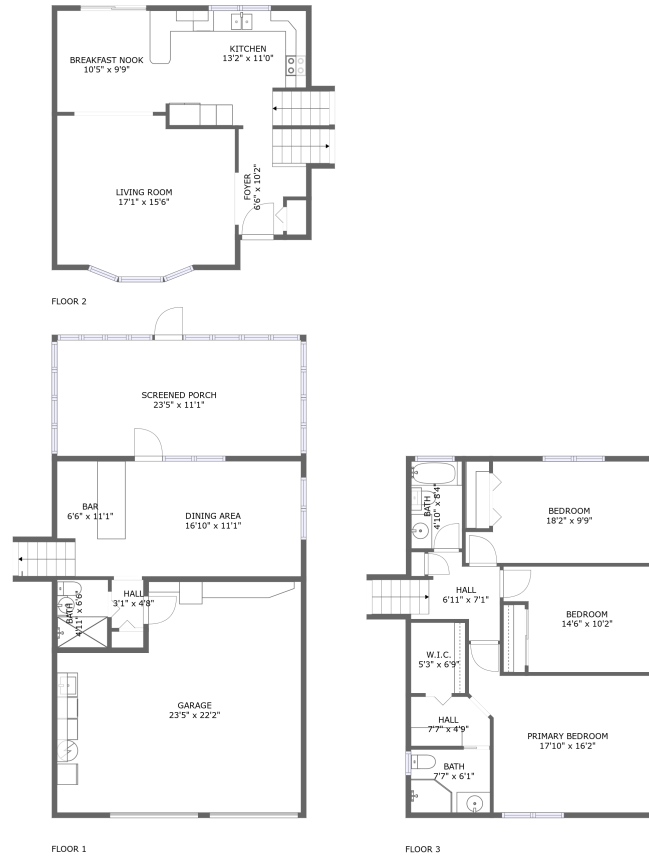 KITCHEN
13'2" x 11'0"
BREAKFAST NOOK
10'5" x 9'9"
LIVING ROOM
17'1" x 15'6"
FOYER
6'6" x 10'2"
FLOOR 2
SCREENED PORCH
23'5" x 11'1"
BAR
6'6" x 11'1"
DINING AREA
16'10" x 11'1"
BATH
4'11" x 6'6"
HALL
3'1" x 4'8"
GARAGE
23'5" x 22'2"
FLOOR 1
BATH
4'10" x 8'4"
BEDROOM
18'2" x 9'9"
HALL
6'11" x 7'1"
BEDROOM
14'6" x 10'2"
W.I.C.
5'3" x 6'9"
HALL
7'7" x 4'9"
PRIMARY BEDROOM
17'10" x 16'2"
BATH
7'7" x 6'1"
FLOOR 3